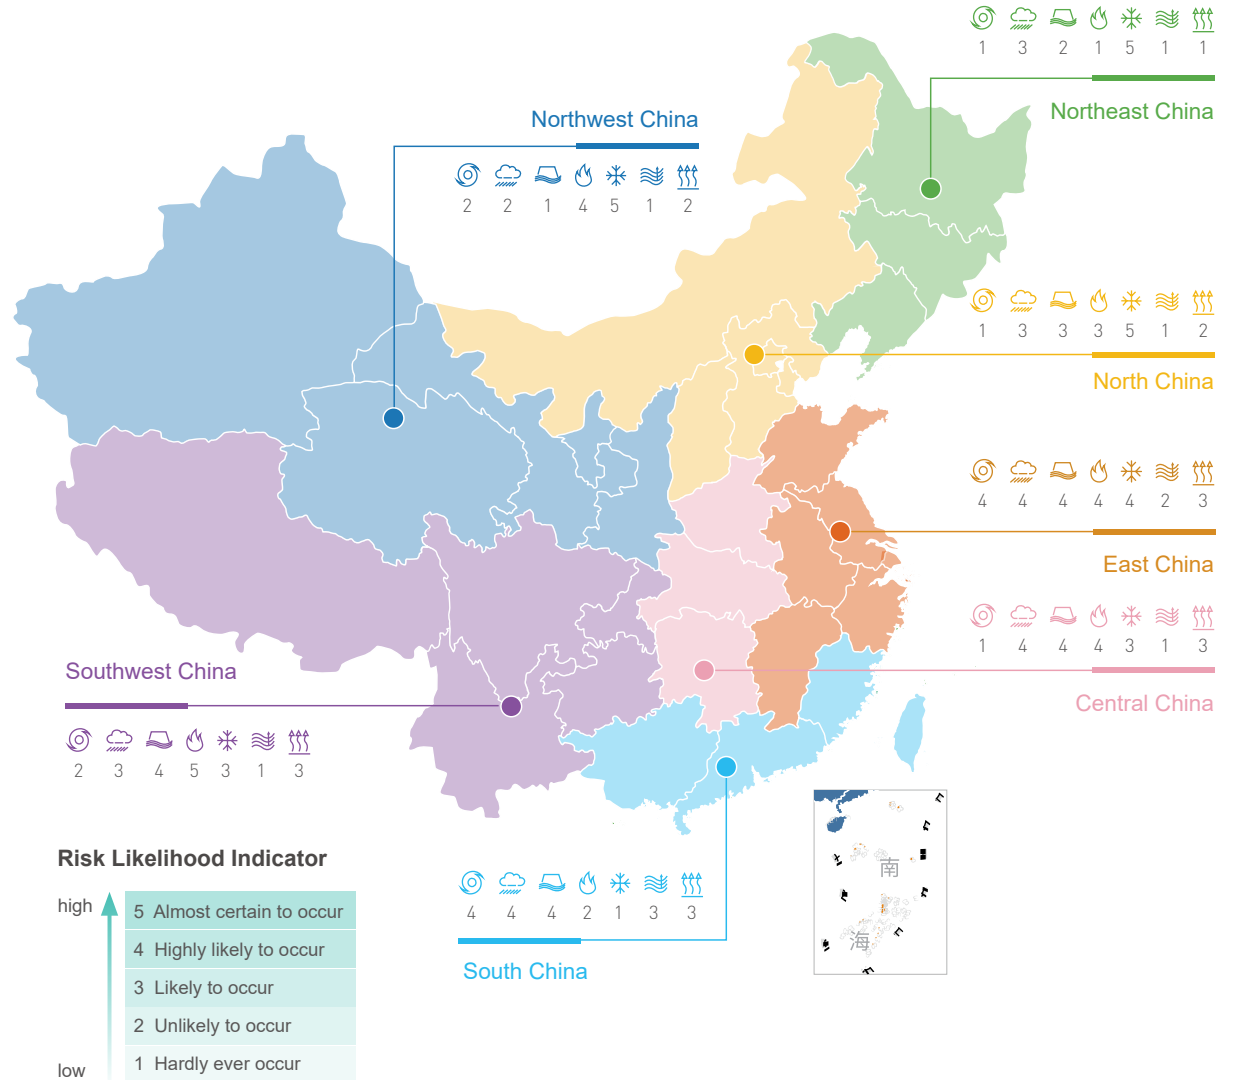 1 3 2 1 5 1 1
Northeast China
Northwest China
2 2 1 4 5 1 2
1 3 3 3 5 1 2
North China
4 4 4 4 4 2 3
East China
1 4 4 4 3 1 3
Central China
Southwest China
2 3 4 5 3 1 3
南
海
4 4 4 2 1 3 3
South China
Risk Likelihood Indicator
high
5 Almost certain to occur
4 Highly likely to occur
3 Likely to occur
2 Unlikely to occur
1 Hardly ever occur
low